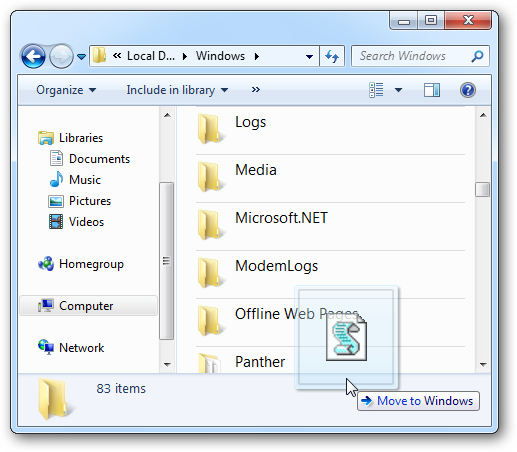 « Local D... ▸ Windows ▸
Search Windows
Organize
Include in library
»
Libraries
Documents
Music
Pictures
Videos
Homegroup
Computer
Network
Logs
Media
Microsoft.NET
ModemLogs
Offline Web Pages
Panther
83 items
Move to Windows